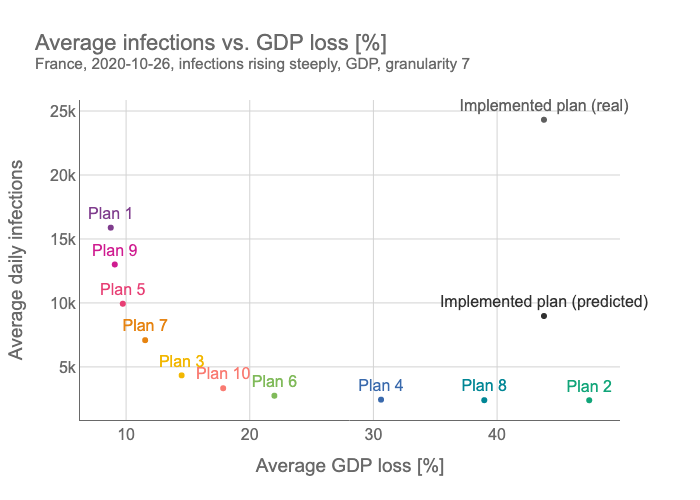 Average infections vs. GDP loss [%]
France, 2020-10-26, infections rising steeply, GDP, granularity 7
Average daily infections
25k
20k
15k
10k
5k
Implemented plan (real)
Plan 1
Plan 9
Plan 5
Implemented plan (predicted)
Plan 7
Plan 3
Plan 10
Plan 6
Plan 4
Plan 8
Plan 2
10
20
30
40
Average GDP loss [%]